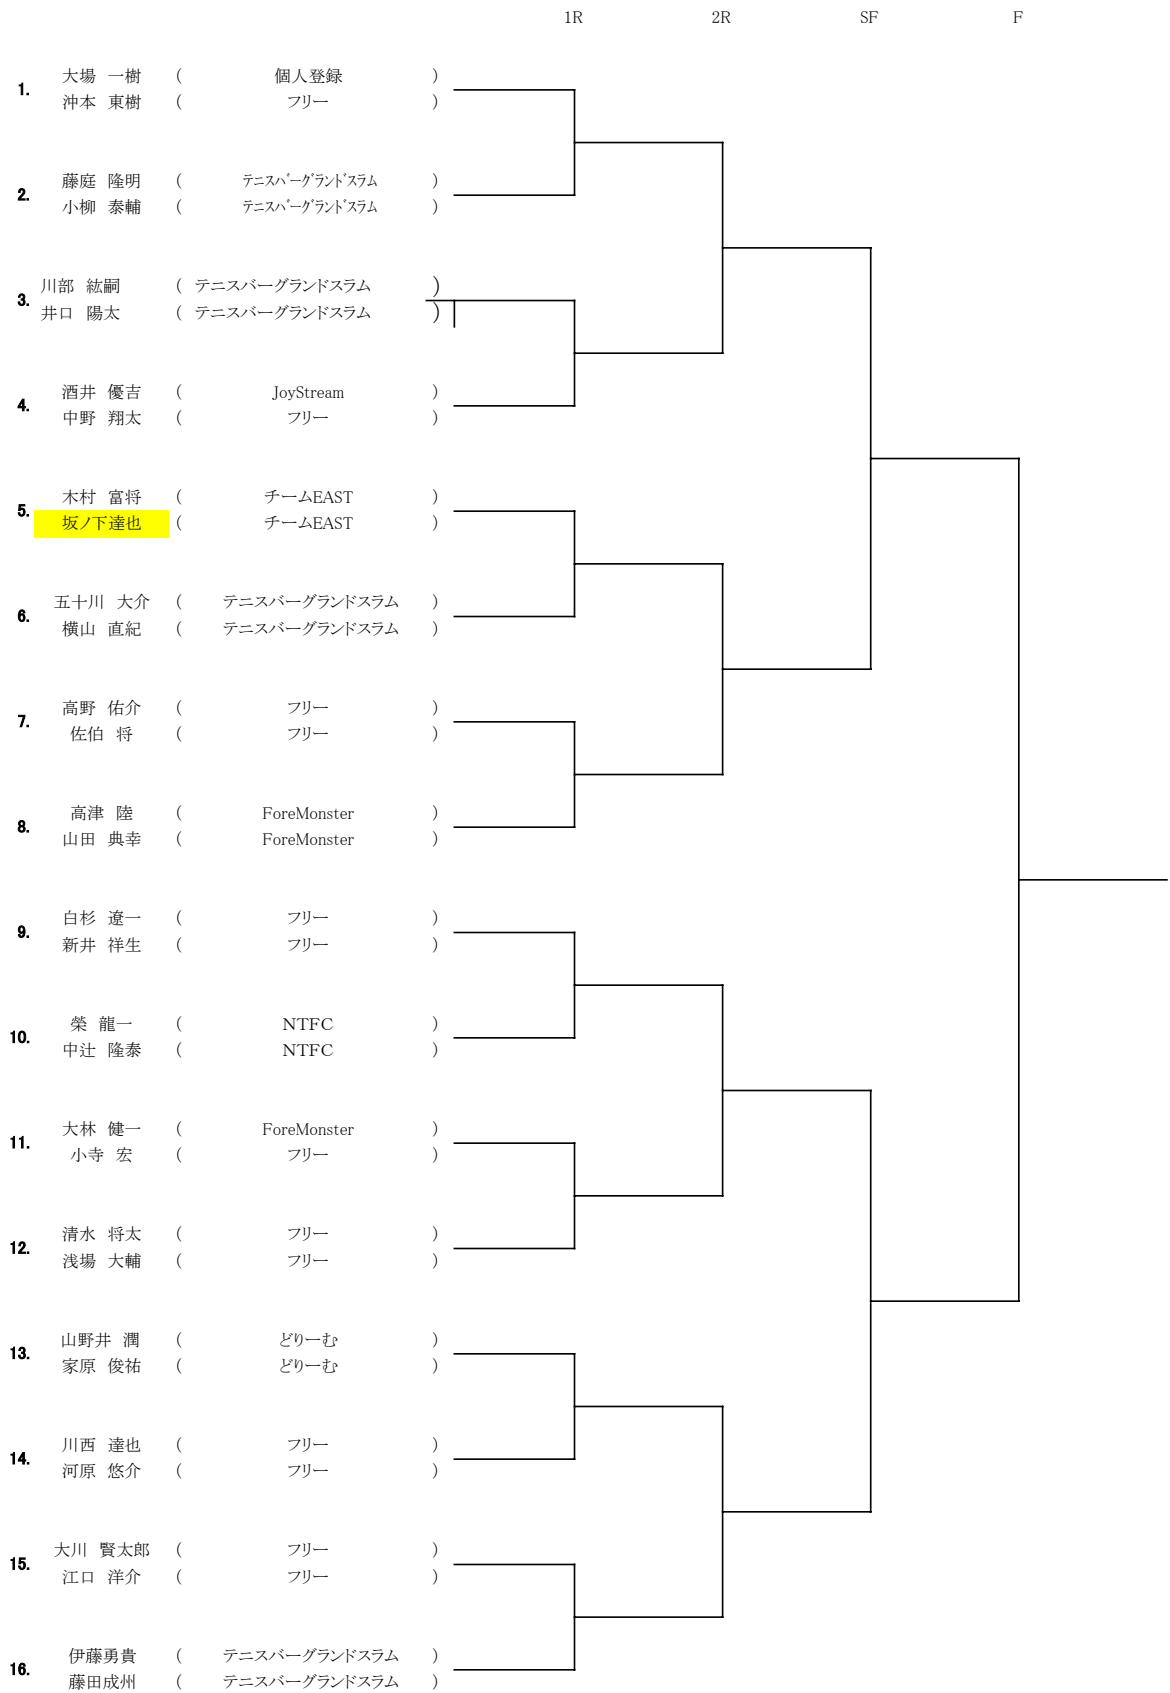 1R 2R SF F
大場 一樹 ( 個人登録 )
1.
沖本 東樹 ( フリー )
藤庭 隆明 ( テニスバーグランドスラム )
2.
小柳 泰輔 ( テニスバーグランドスラム )
川部 紘嗣 ( テニスバーグランドスラム )
3.
井口 陽太 ( テニスバーグランドスラム )
酒井 優吉 ( JoyStream )
4.
中野 翔太 ( フリー )
木村 富将 ( チームEAST )
5.
坂ノ下達也 ( チームEAST )
五十川 大介 ( テニスバーグランドスラム )
6.
横山 直紀 ( テニスバーグランドスラム )
高野 佑介 ( フリー )
7.
佐伯 将 ( フリー )
高津 陸 ( ForeMonster )
8.
山田 典幸 ( ForeMonster )
白杉 遼一 ( フリー )
9.
新井 祥生 ( フリー )
榮 龍一 ( NTFC )
10.
中辻 隆泰 ( NTFC )
大林 健一 ( ForeMonster )
11.
小寺 宏 ( フリー )
清水 将太 ( フリー )
12.
浅場 大輔 ( フリー )
山野井 潤 ( どりーむ )
13.
家原 俊祐 ( どりーむ )
川西 達也 ( フリー )
14.
河原 悠介 ( フリー )
大川 賢太郎 ( フリー )
15.
江口 洋介 ( フリー )
伊藤勇貴 ( テニスバーグランドスラム )
16.
藤田成州 ( テニスバーグランドスラム )